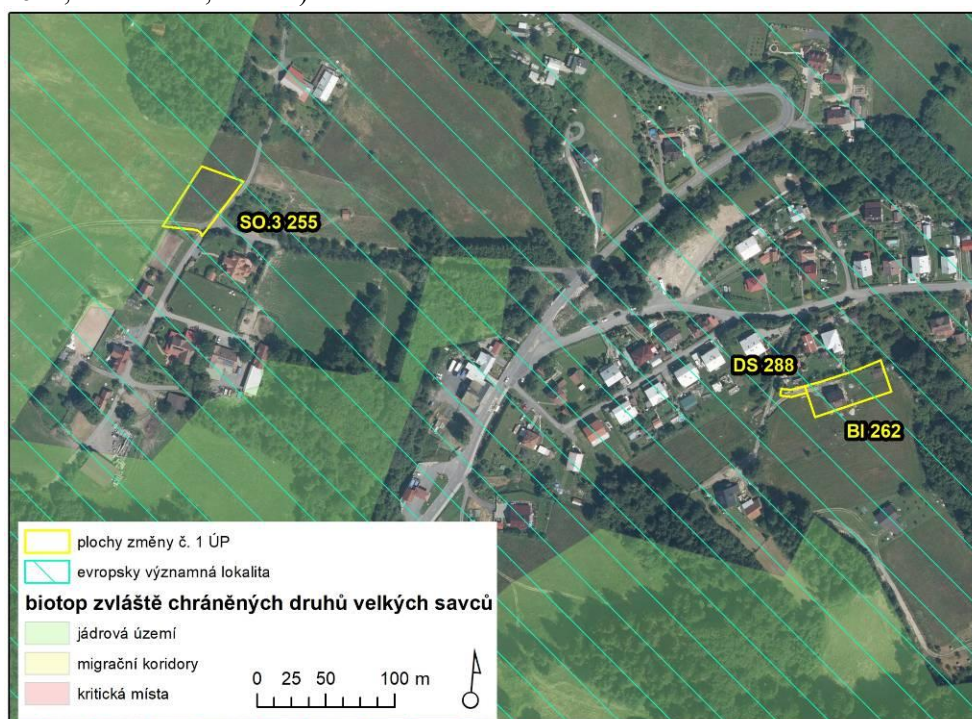 SO.3 255
DS 288
BI 262
plochy změny č. 1 ÚP
evropsky významná lokalita
biotop zvláště chráněných druhů velkých savců
jádrová území
migrační koridory
kritická místa
0 25 50 100 m